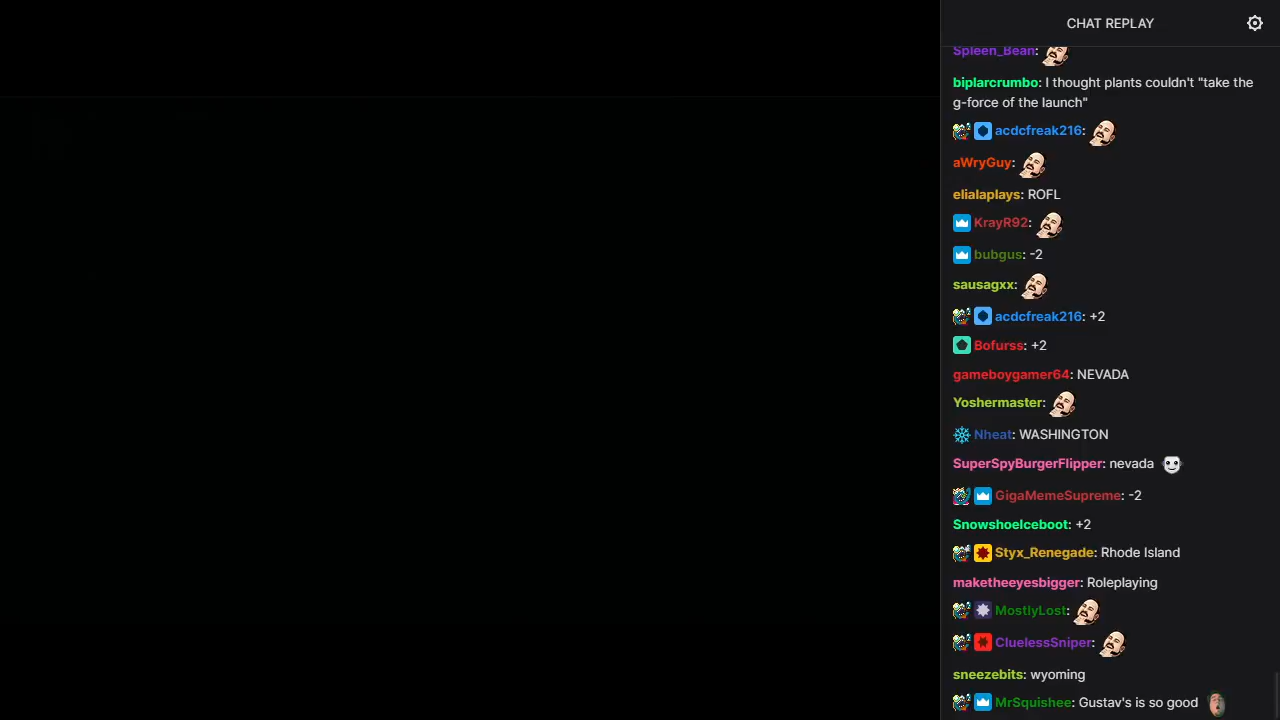 CHAT REPLAY
Spleen_Bean:
biplarcrumbo: I thought plants couldn't "take the
g-force of the launch"
acdcfreak216:
aWryGuy:
elialaplays: ROFL
KrayR92:
bubgus: -2
sausagxx:
acdcfreak216: +2
Bofurss: +2
gameboygamer64: NEVADA
Yoshermaster:
Nheat: WASHINGTON
SuperSpyBurgerFlipper: nevada
GigaMemeSupreme: -2
SnowshoeIceboot: +2
Styx_Renegade: Rhode Island
maketheeyesbigger: Roleplaying
MostlyLost:
CluelessSniper:
sneezebits: wyoming
MrSquishee: Gustav's is so good